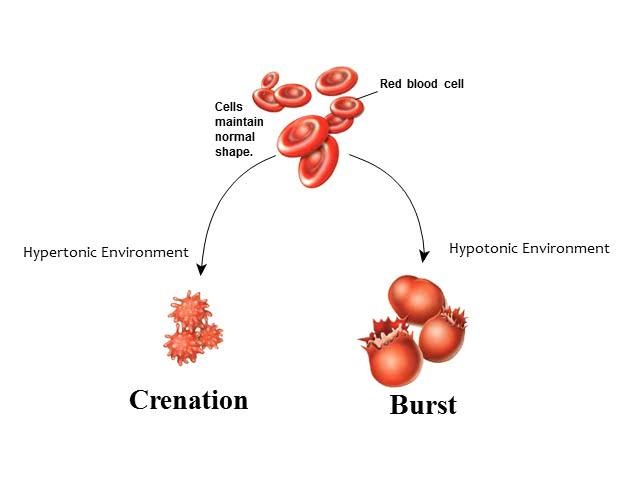 Red blood cell
Cells
maintain
normal
shape.
Hypertonic Environment
Hypotonic Environment
Crenation
Burst